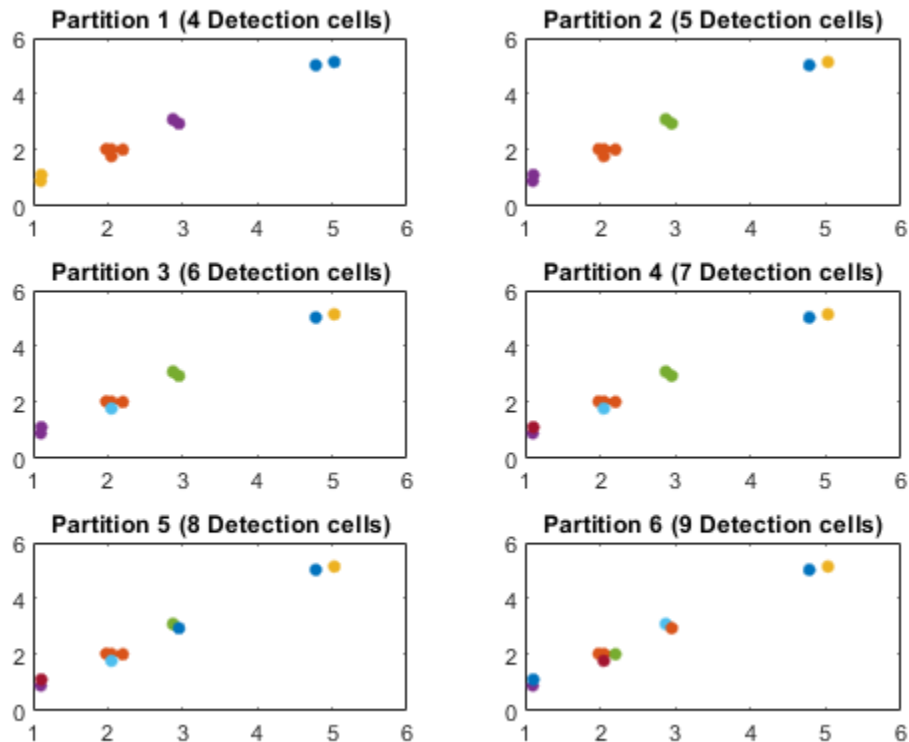 Partition 1 (4 Detection cells)
6
4
2
0
1 2 3 4 5 6
Partition 2 (5 Detection cells)
6
4
2
0
1 2 3 4 5 6
Partition 3 (6 Detection cells)
6
4
2
0
1 2 3 4 5 6
Partition 4 (7 Detection cells)
6
4
2
0
1 2 3 4 5 6
Partition 5 (8 Detection cells)
6
4
2
0
1 2 3 4 5 6
Partition 6 (9 Detection cells)
6
4
2
0
1 2 3 4 5 6